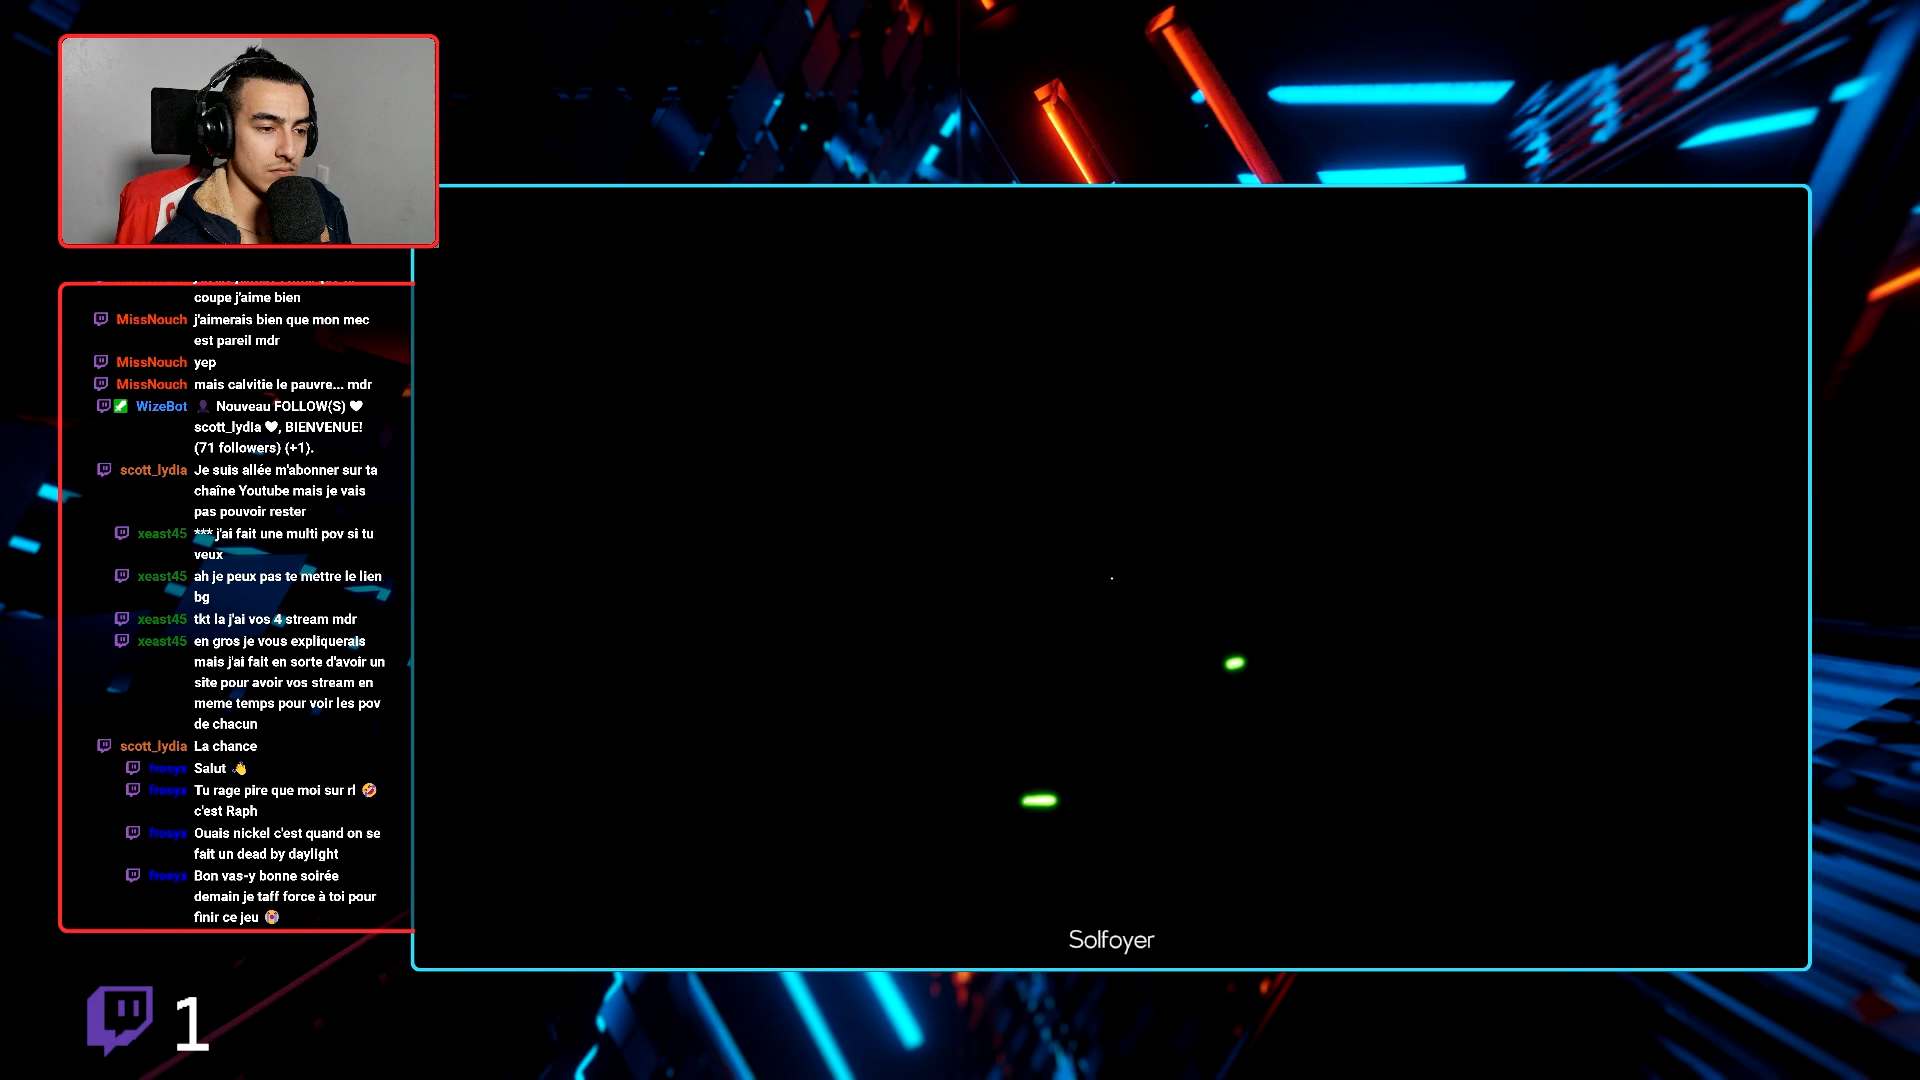 coupe j'aime bien
MissNouch j'aimerais bien que mon mec
est pareil mdr
MissNouch yep
MissNouch mais calvitie le pauvre... mdr
WizeBot 👤 Nouveau FOLLOW(S) ♥
scott_lydia ♥, BIENVENUE!
(71 followers) (+1).
scott_lydia Je suis allée m'abonner sur ta
chaîne Youtube mais je vais
pas pouvoir rester
xeast45 *** j'ai fait une multi pov si tu
veux
xeast45 ah je peux pas te mettre le lien
bg
xeast45 tkt la j'ai vos 4 stream mdr
xeast45 en gros je vous expliquerais
mais j'ai fait en sorte d'avoir un
site pour avoir vos stream en
meme temps pour voir les pov
de chacun
scott_lydia La chance
Salut 👋
Tu rage pire que moi sur rl 🤣
c'est Raph
Ouais nickel c'est quand on se
fait un dead by daylight
Bon vas-y bonne soirée
demain je taff force à toi pour
finir ce jeu
Solfoyer
1